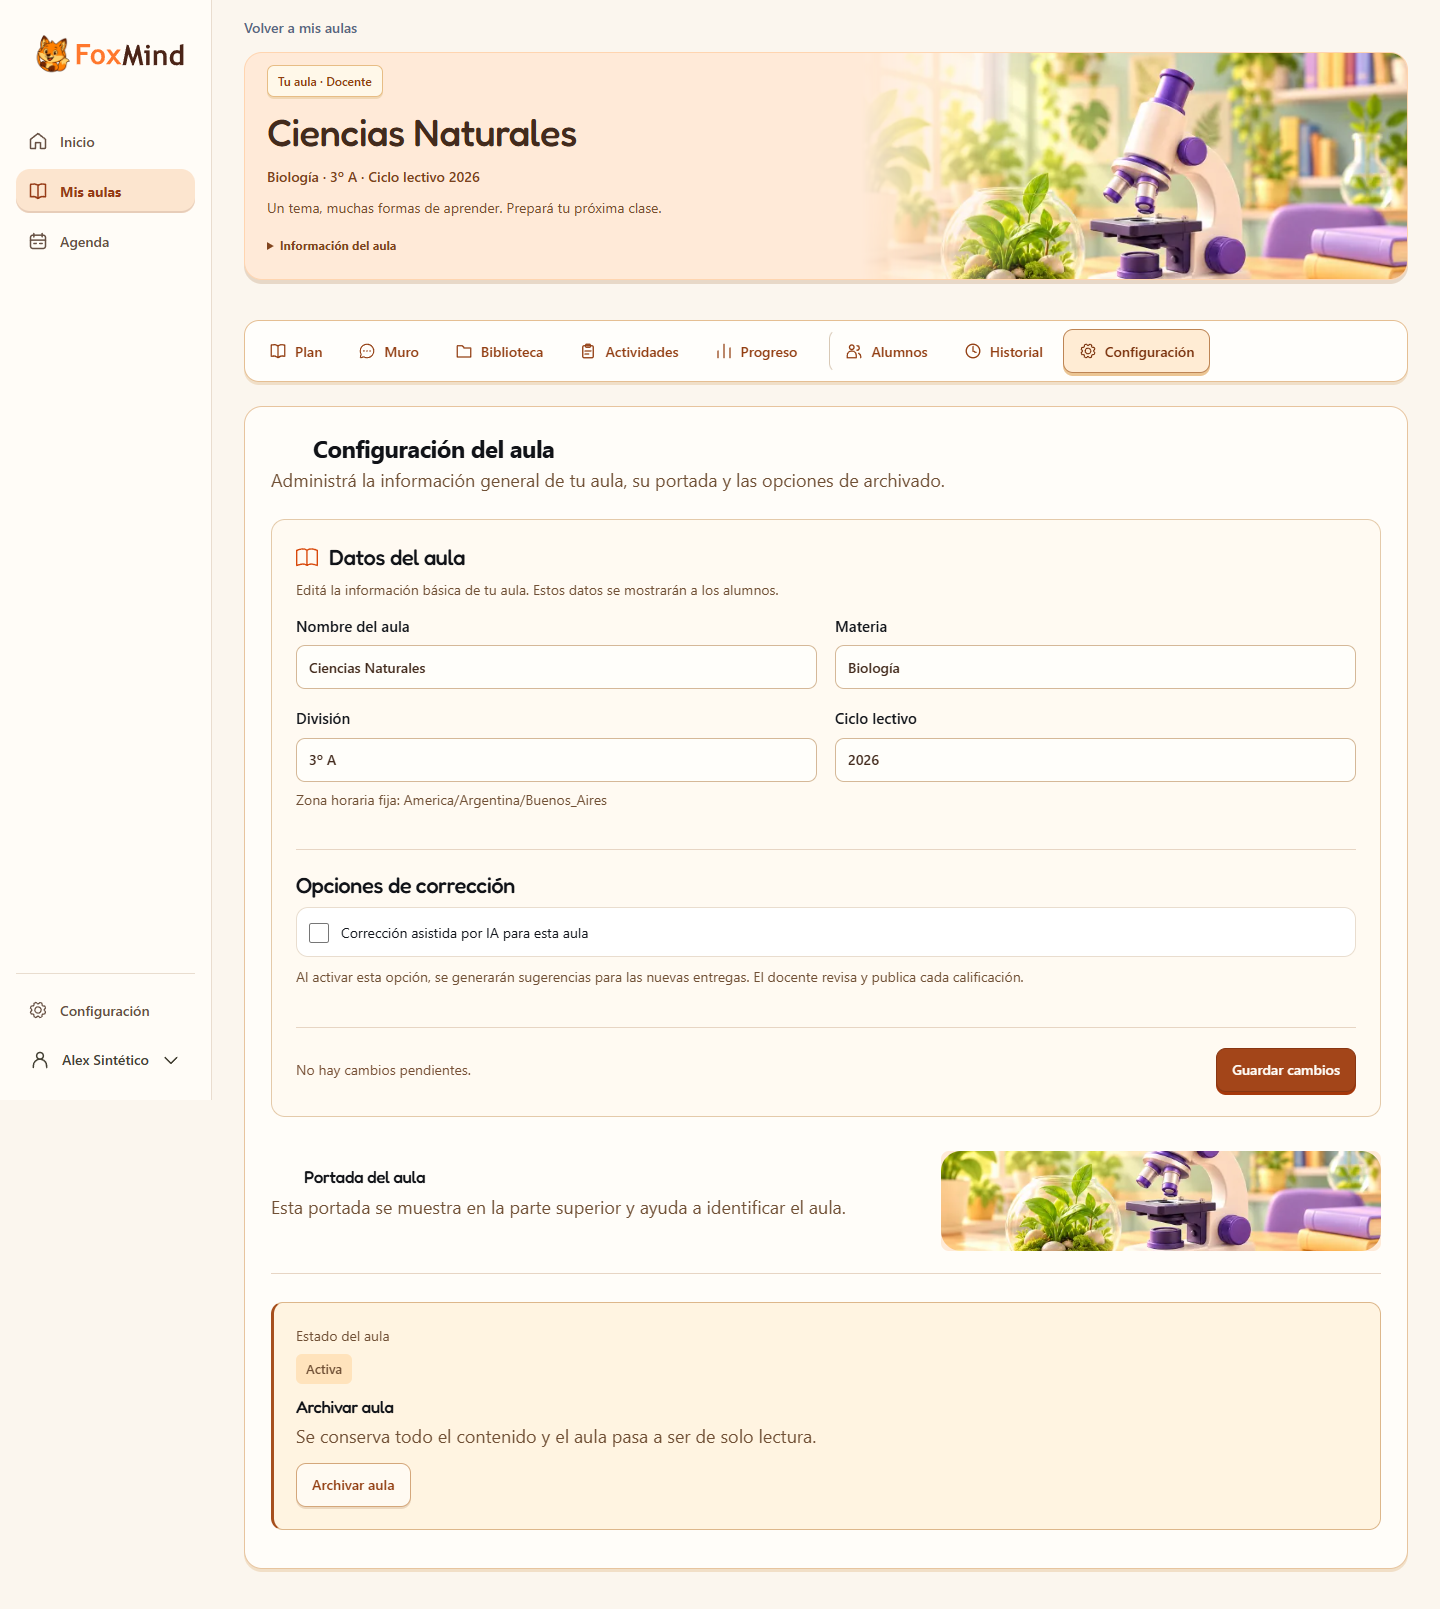 FoxMind
Inicio
Mis aulas
Agenda
Configuración
Alex Sintético
Volver a mis aulas
Tu aula · Docente
Ciencias Naturales
Biología · 3º A · Ciclo lectivo 2026
Un tema, muchas formas de aprender. Prepará tu próxima clase.
Información del aula
Plan
Muro
Biblioteca
Actividades
Progreso
Alumnos
Historial
Configuración
Configuración del aula
Administrá la información general de tu aula, su portada y las opciones de archivado.
Datos del aula
Editá la información básica de tu aula. Estos datos se mostrarán a los alumnos.
Nombre del aula
Ciencias Naturales
Materia
Biología
División
3º A
Ciclo lectivo
2026
Zona horaria fija: America/Argentina/Buenos_Aires
Opciones de corrección
Corrección asistida por IA para esta aula
Al activar esta opción, se generarán sugerencias para las nuevas entregas. El docente revisa y publica cada calificación.
No hay cambios pendientes.
Guardar cambios
Portada del aula
Esta portada se muestra en la parte superior y ayuda a identificar el aula.
Estado del aula
Activa
Archivar aula
Se conserva todo el contenido y el aula pasa a ser de solo lectura.
Archivar aula